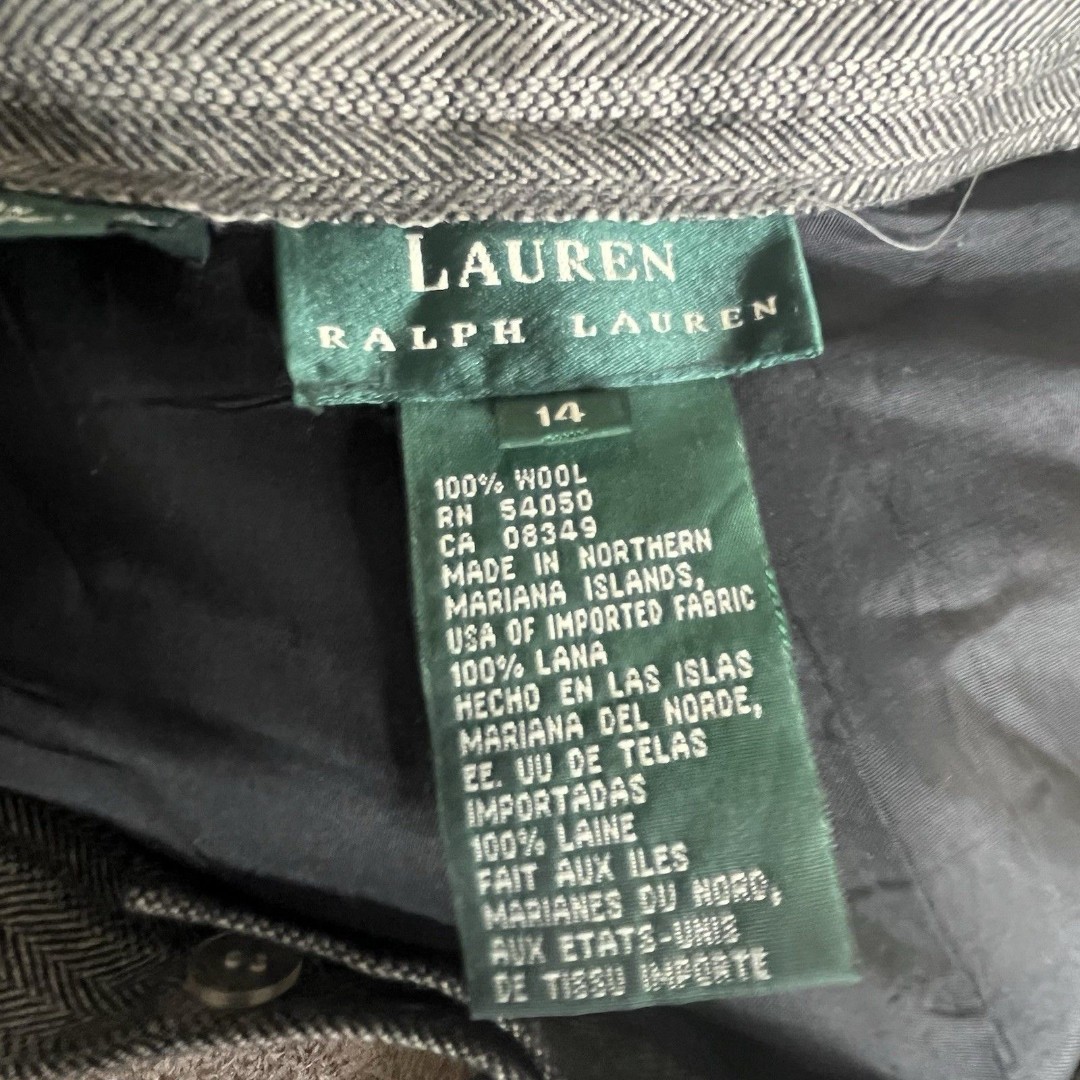 LAUREN
RALPH LAUREN
14
100% WOOL
RN 54050
CA 08349
MADE IN NORTHERN
MARIANA ISLANDS,
USA OF IMPORTED FABRIC
100% LANA
HECHO EN LAS ISLAS
MARIANA DEL NORDE,
EE. UU DE TELAS
IMPORTADAS
100% LAINE
FAIT AUX ILES
MARIANES DU NORD,
AUX ETATS-UNIS
DE TISSU IMPORTE